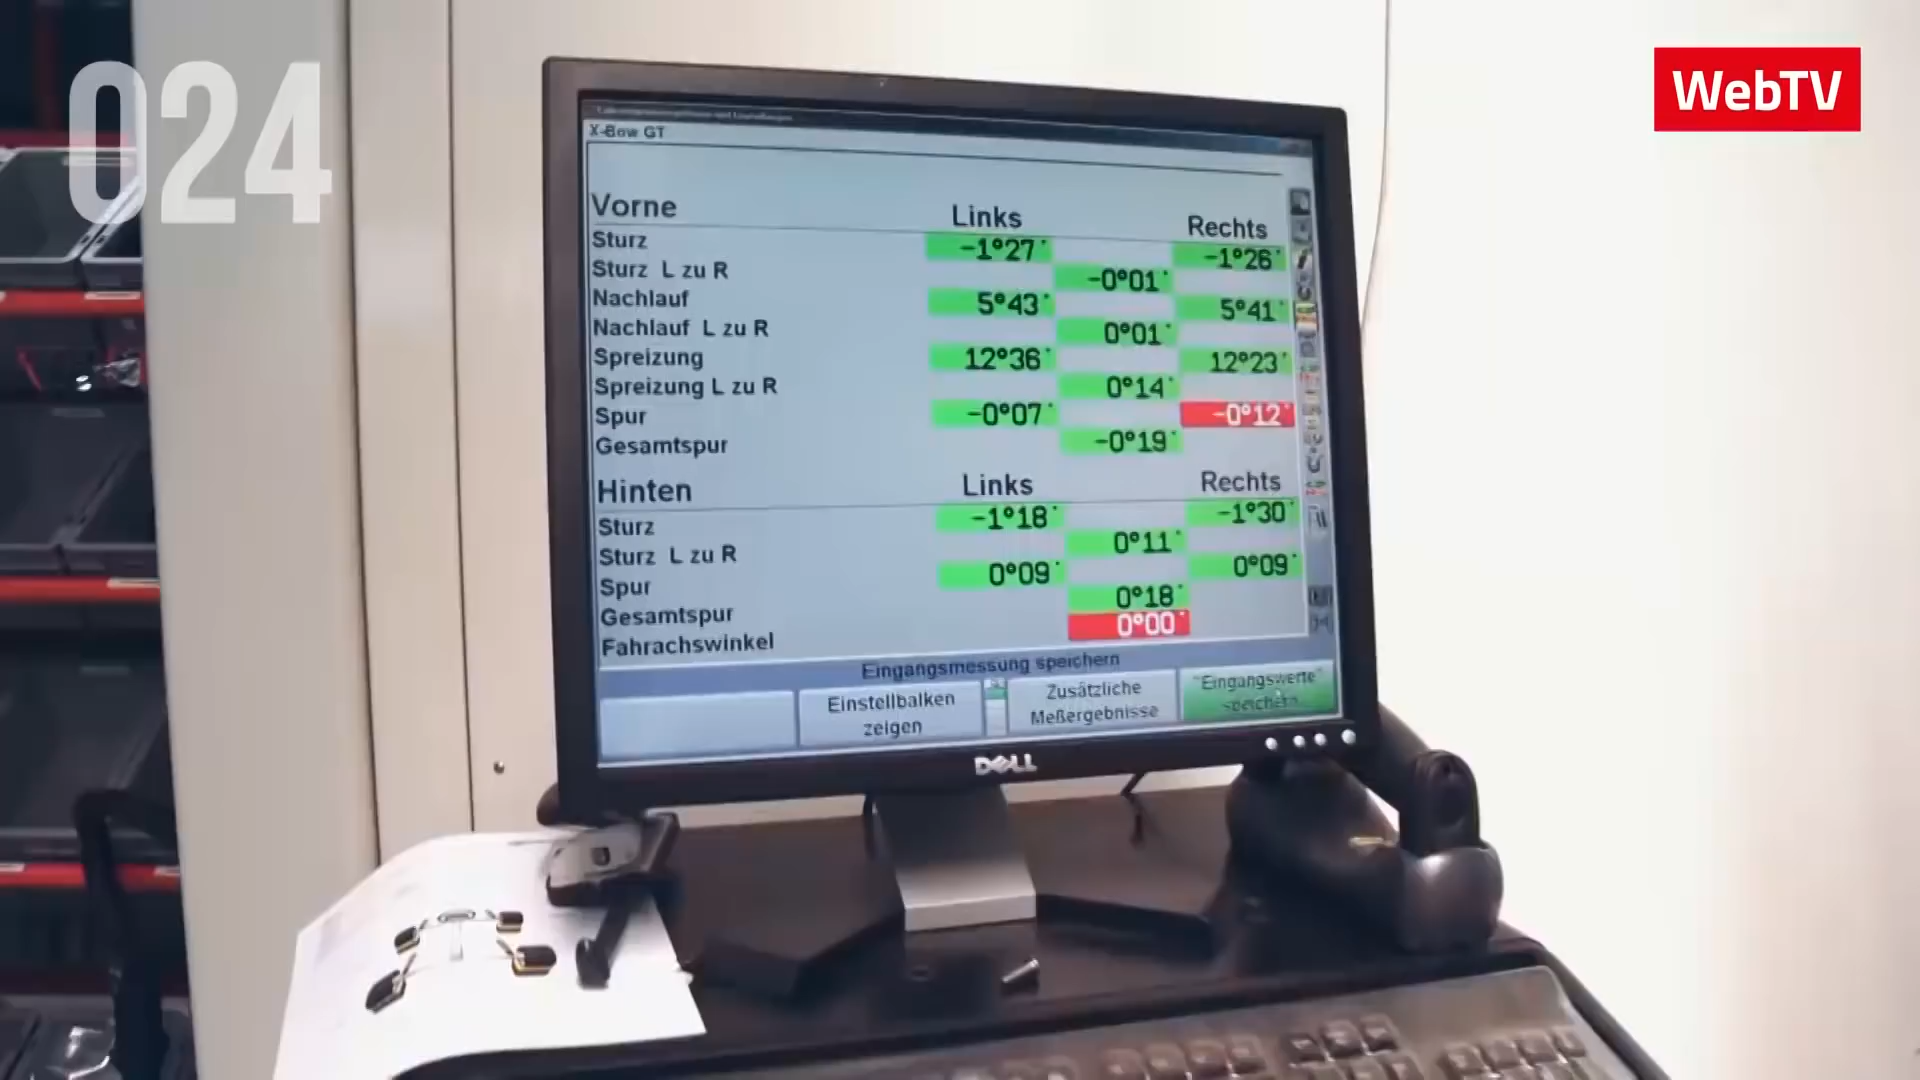 024
WebTV
X-Bow GT
Vorne Links Rechts
Sturz -1°27' -1°26'
Sturz L zu R -0°01'
Nachlauf 5°43' 5°41'
Nachlauf L zu R 0°01'
Spreizung 12°36' 12°23'
Spreizung L zu R 0°14'
Spur -0°07' -0°12'
Gesamtspur -0°19'
Hinten Links Rechts
Sturz -1°18' -1°30'
Sturz L zu R 0°11'
Spur 0°09' 0°09'
Gesamtspur 0°18'
Fahrachswinkel 0°00'
Eingangsmessung speichern
Einstellbalken
zeigen
Zusätzliche
Meßergebnisse
"Eingangswerte"
speichern
DELL